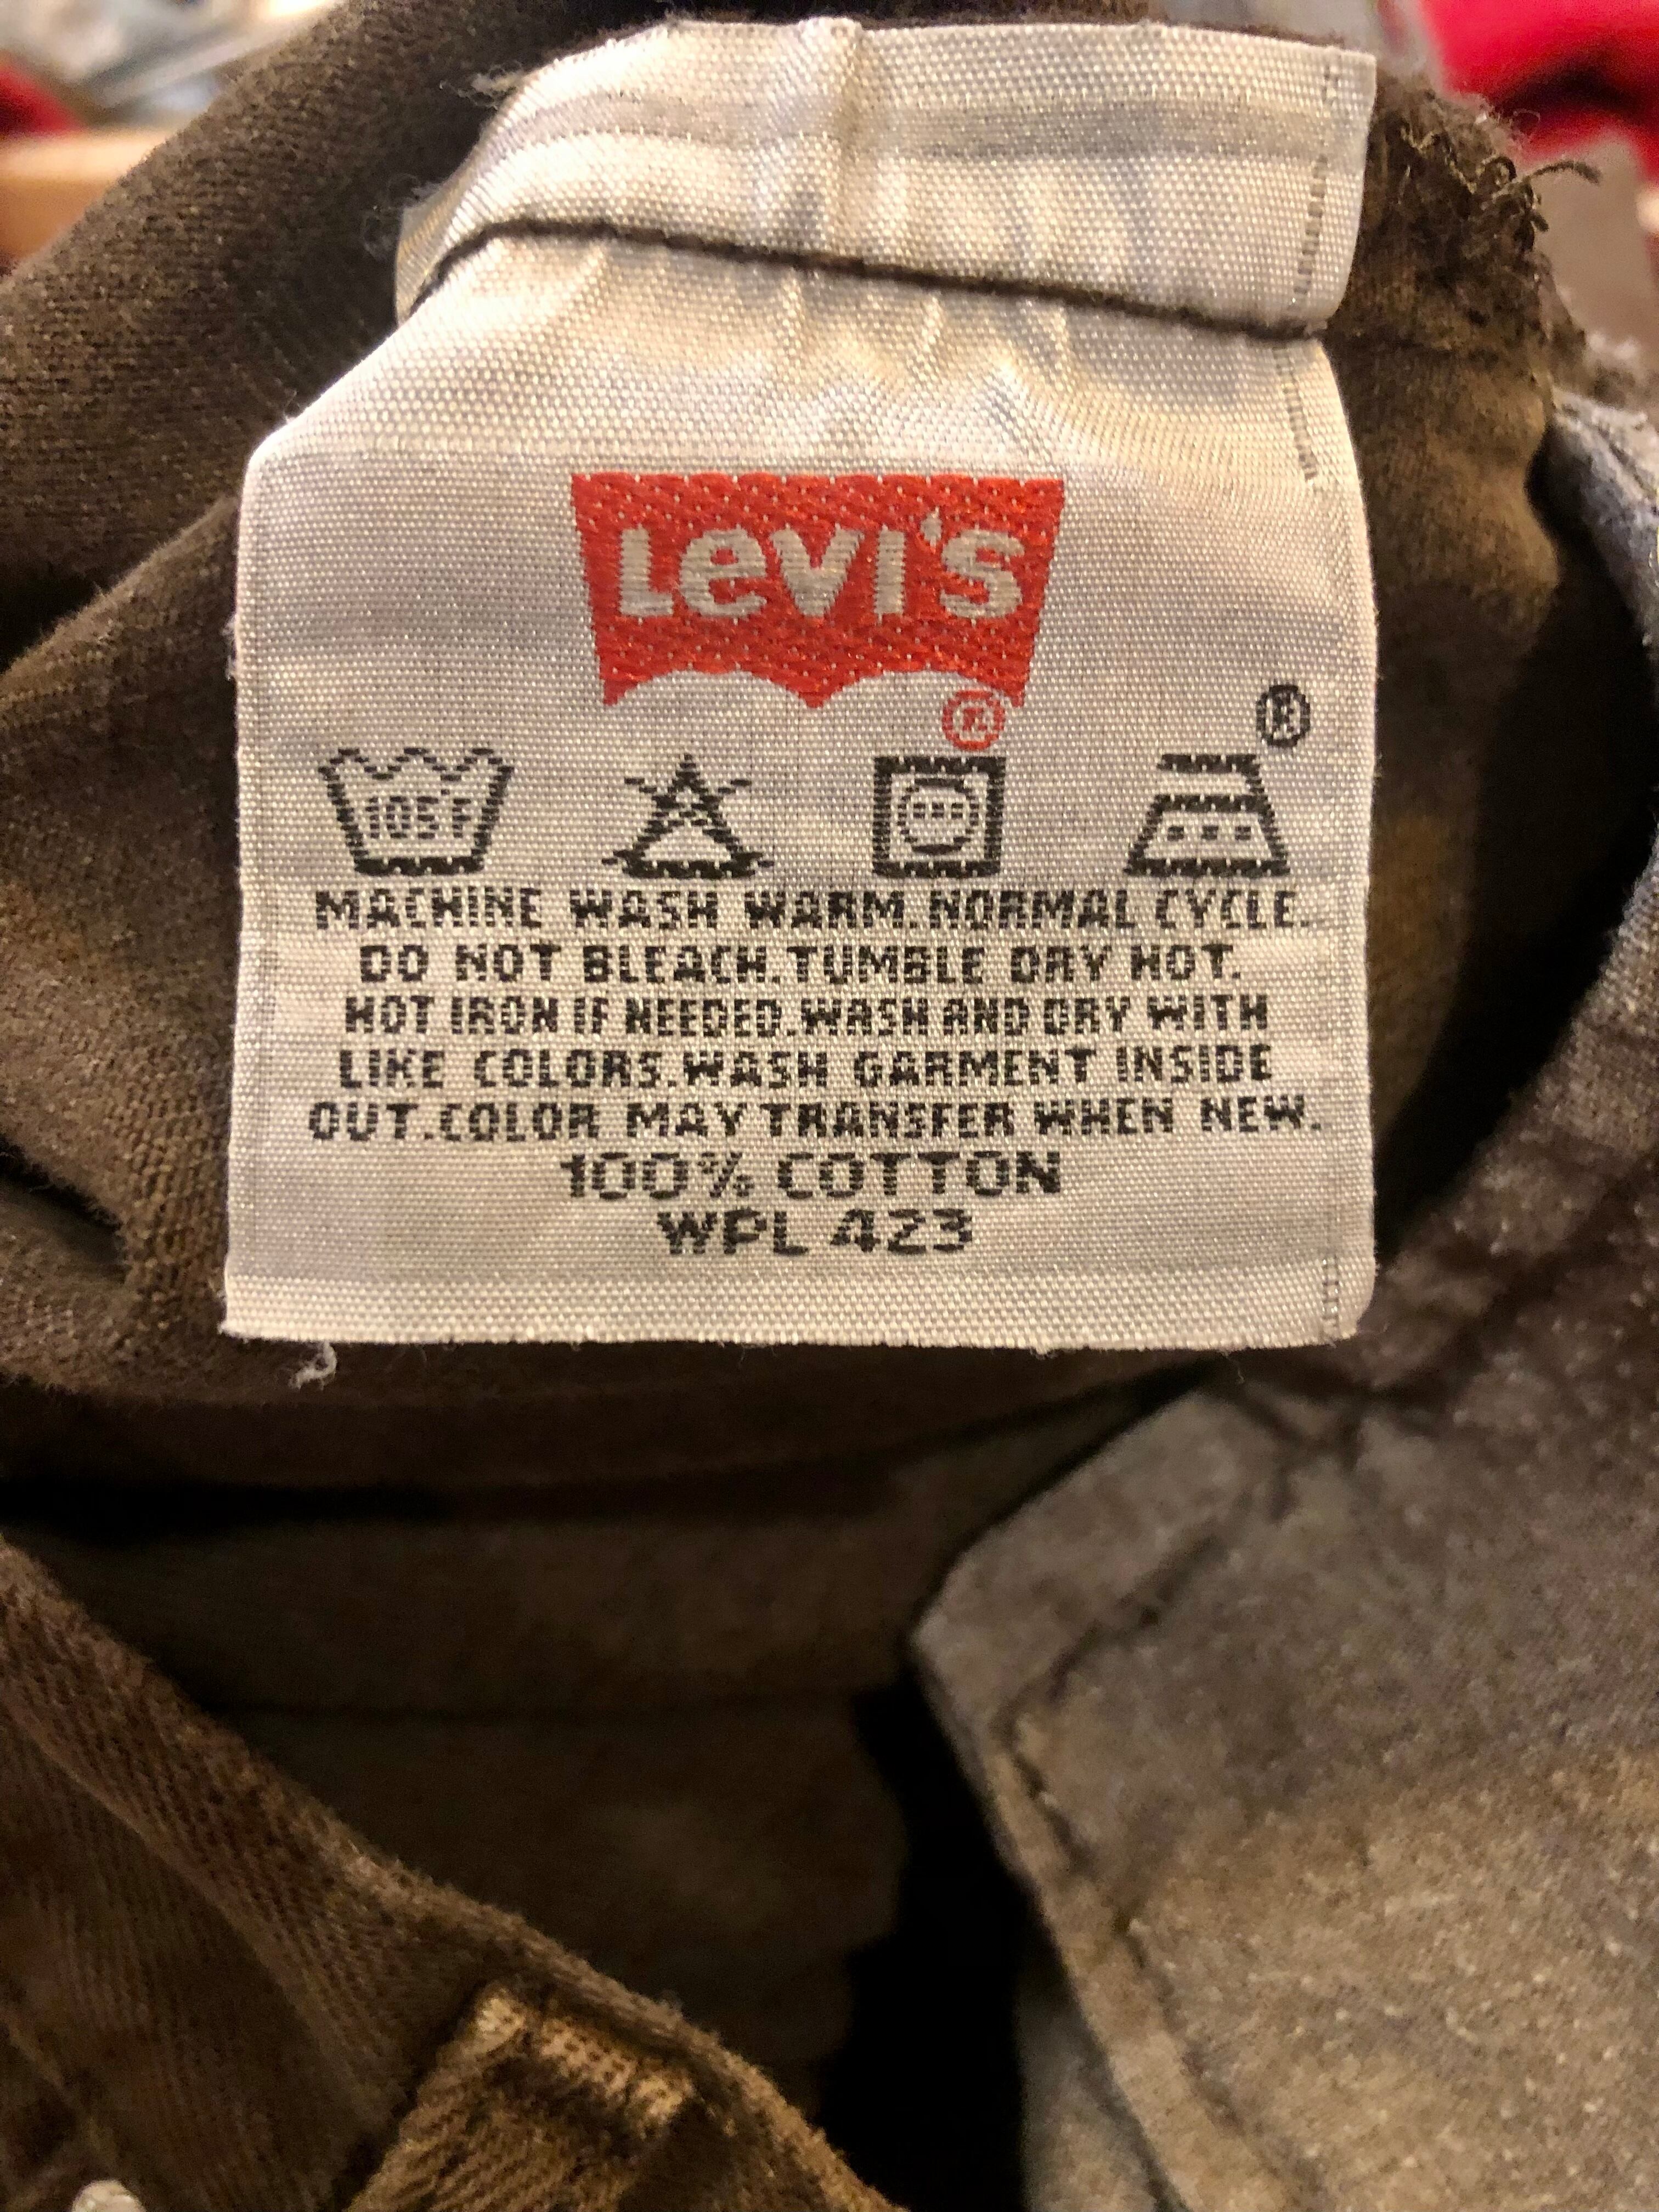 LEVI'S
®
®
105 F
MACHINE WASH WARM.NORMAL CYCLE.
DO NOT BLEACH.TUMBLE DRY HOT.
HOT IRON IF NEEDED.WASH AND DRY WITH
LIKE COLORS.WASH GARMENT INSIDE
OUT.COLOR MAY TRANSFER WHEN NEW.
100% COTTON
WPL 423